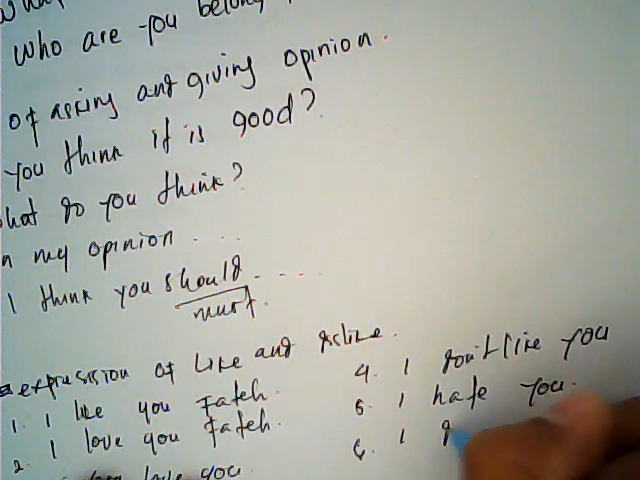 who are you belong
of asking and giving opinion.
you think it is good?
what do you think?
n my opinion ....
I think you should ....
must.
expression of like and dislike.
1. I like you Fateh.
2. I love you Fateh.
love you.
4. I don't like you
5. I hate you.
6. I